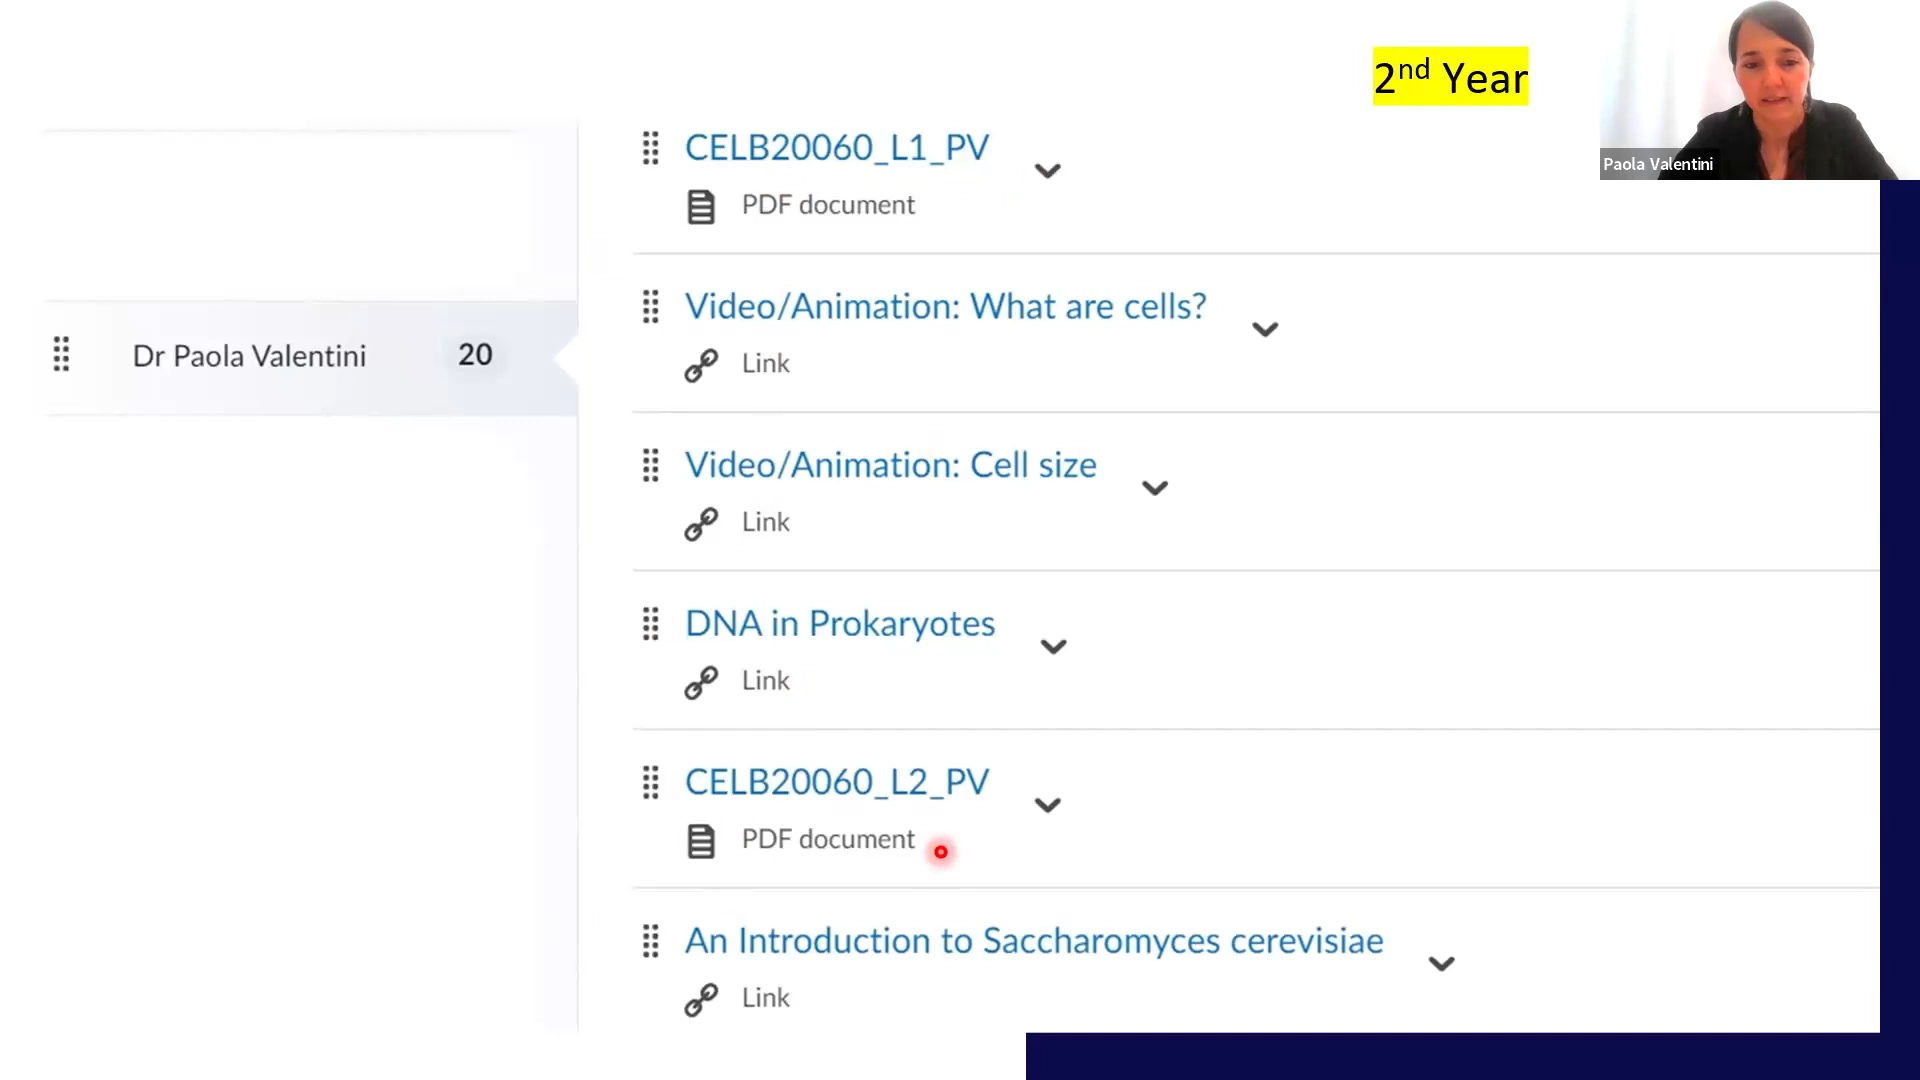 2nd Year
Paola Valentini
Dr Paola Valentini 20
CELB20060_L1_PV
PDF document
Video/Animation: What are cells?
Link
Video/Animation: Cell size
Link
DNA in Prokaryotes
Link
CELB20060_L2_PV
PDF document
An Introduction to Saccharomyces cerevisiae
Link